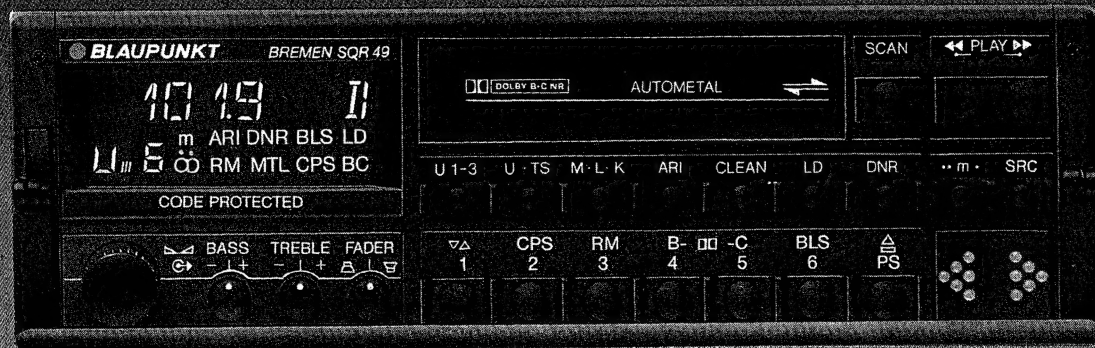 BLAUPUNKT BREMEN SQR 49
101.9
m ARI DNR BLS LD
U 6 RM MTL CPS BC
CODE PROTECTED
DOLBY B-C NR AUTOMETAL
SCAN PLAY
U 1-3 U · TS M · L · K ARI CLEAN LD DNR ·· m · SRC
BASS TREBLE FADER
- + - +
CPS RM B- -C BLS
1 2 3 4 5 6 PS